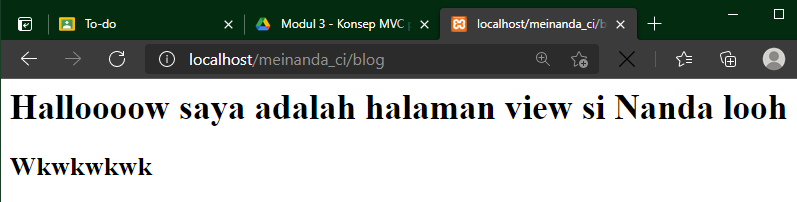 To-do
Modul 3 - Konsep MVC
localhost/meinanda_ci/b
localhost/meinanda_ci/blog
Halloooow saya adalah halaman view si Nanda looh
Wkwkwkwk